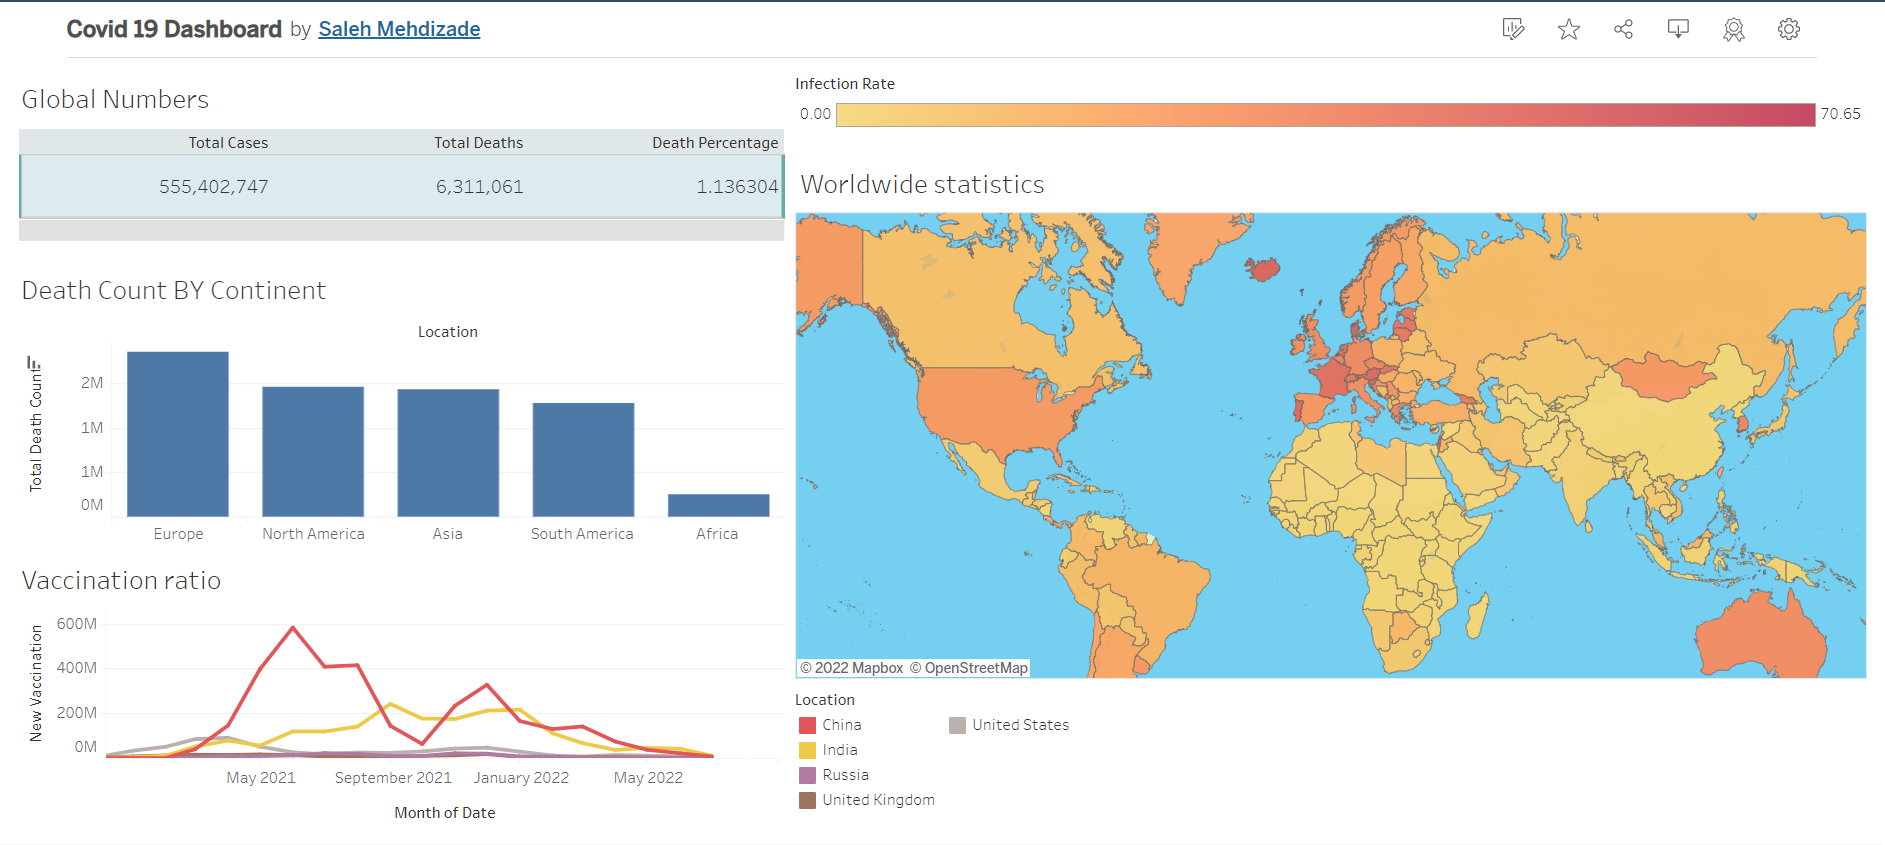 Covid 19 Dashboard by Saleh Mehdizade
Global Numbers
Total Cases Total Deaths Death Percentage
555,402,747 6,311,061 1.136304
Death Count BY Continent
Location
Total Death Count
2M
1M
1M
0M
Europe North America Asia South America Africa
Vaccination ratio
New Vaccination
600M
400M
200M
0M
May 2021 September 2021 January 2022 May 2022
Month of Date
Infection Rate
0.00 70.65
Worldwide statistics
© 2022 Mapbox © OpenStreetMap
Location
China United States
India
Russia
United Kingdom